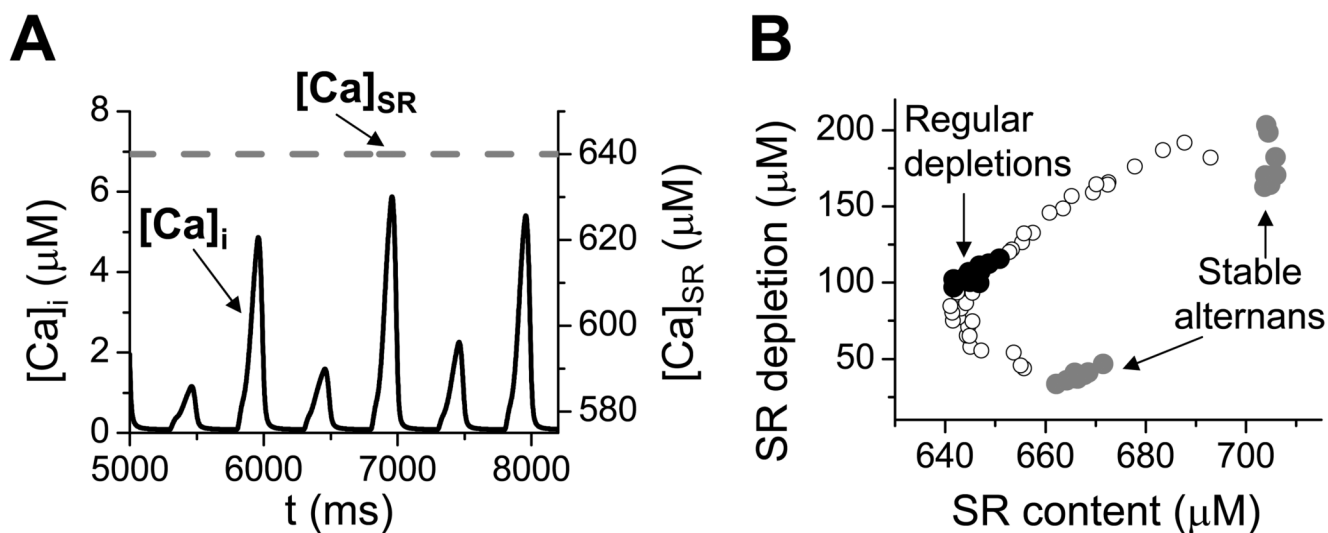 A
[Ca]SR
[Ca]i
[Ca]i (μM)
8
6
4
2
0
640
620
600
580
[Ca]SR (μM)
5000 6000 7000 8000
t (ms)
B
Regular
depletions
Stable
alternans
SR depletion (μM)
200
150
100
50
640 660 680 700
SR content (μM)